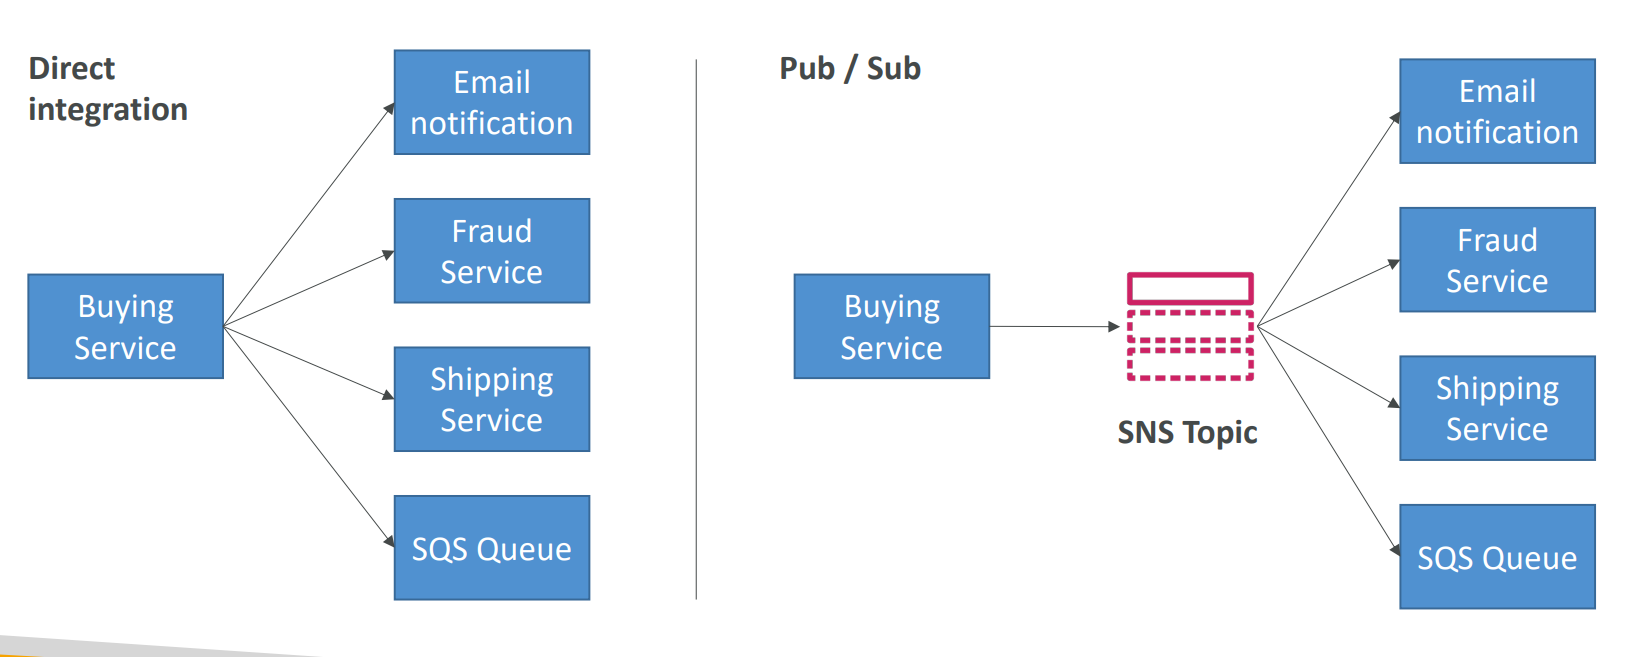 Direct
integration
Email
notification
Fraud
Service
Buying
Service
Shipping
Service
SQS Queue
Pub / Sub
Buying
Service
SNS Topic
Email
notification
Fraud
Service
Shipping
Service
SQS Queue